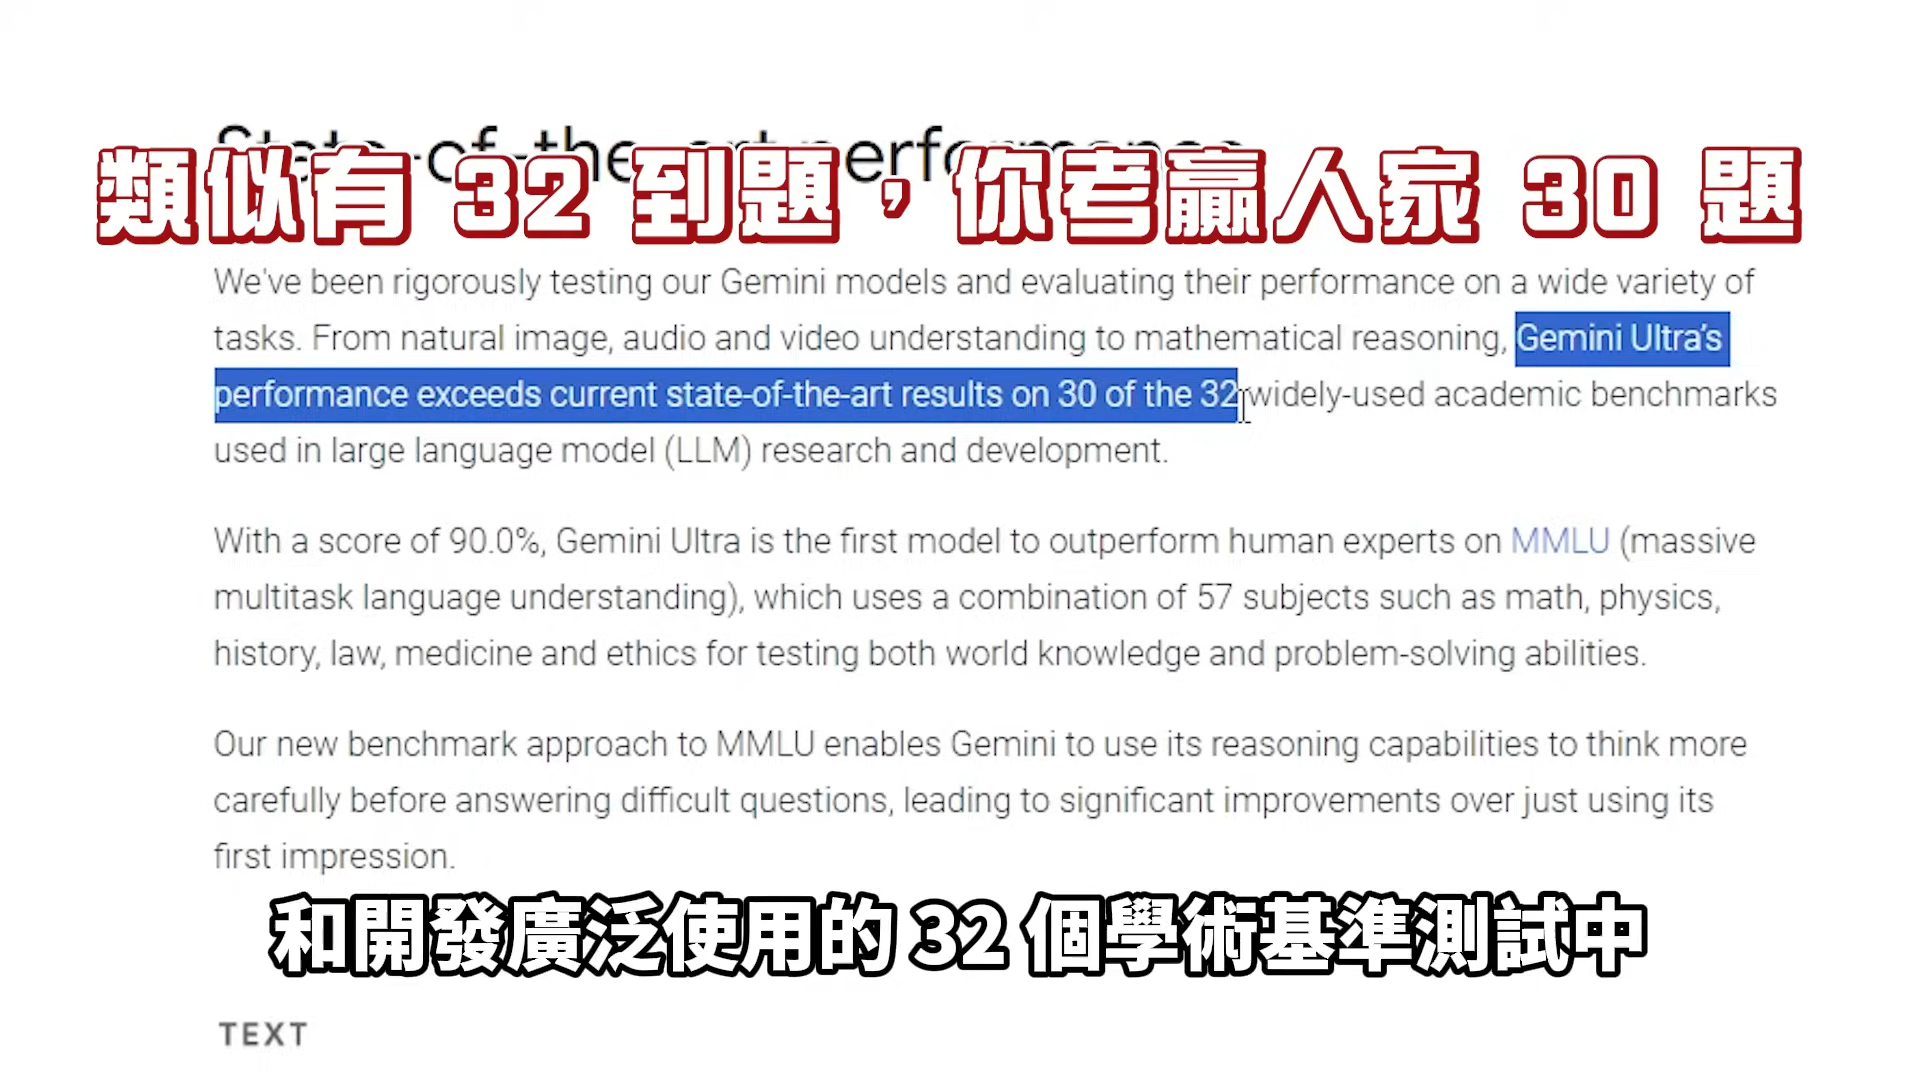 State-of-the-art performance
類似有 32 到題，你考贏人家 30 題
We've been rigorously testing our Gemini models and evaluating their performance on a wide variety of
tasks. From natural image, audio and video understanding to mathematical reasoning, Gemini Ultra's
performance exceeds current state-of-the-art results on 30 of the 32 widely-used academic benchmarks
used in large language model (LLM) research and development.
With a score of 90.0%, Gemini Ultra is the first model to outperform human experts on MMLU (massive
multitask language understanding), which uses a combination of 57 subjects such as math, physics,
history, law, medicine and ethics for testing both world knowledge and problem-solving abilities.
Our new benchmark approach to MMLU enables Gemini to use its reasoning capabilities to think more
carefully before answering difficult questions, leading to significant improvements over just using its
first impression.
和開發廣泛使用的 32 個學術基準測試中
TEXT